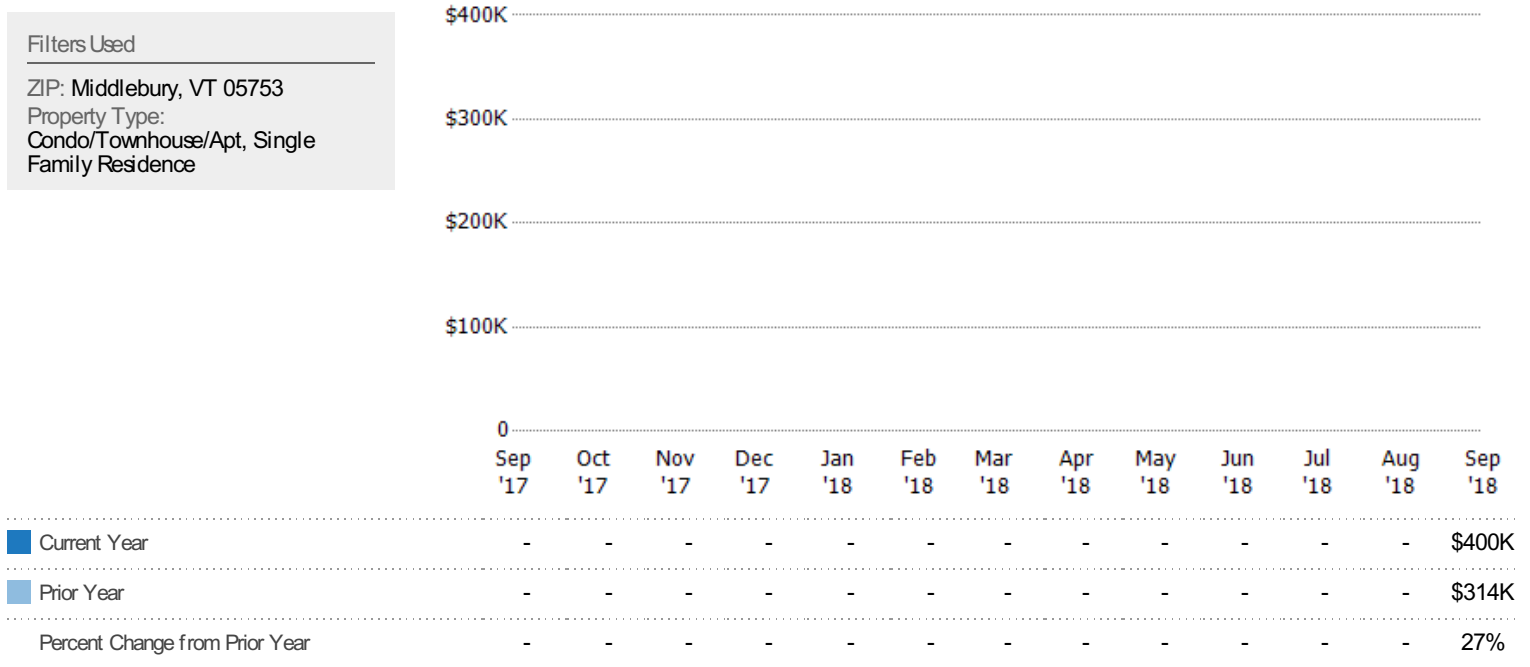 Filters Used
ZIP: Middlebury, VT 05753
Property Type:
Condo/Townhouse/Apt, Single
Family Residence
$400K
$300K
$200K
$100K
0
Sep Oct Nov Dec Jan Feb Mar Apr May Jun Jul Aug Sep
'17 '17 '17 '17 '18 '18 '18 '18 '18 '18 '18 '18 '18
Current Year - - - - - - - - - - - - $400K
Prior Year - - - - - - - - - - - - $314K
Percent Change from Prior Year - - - - - - - - - - - - 27%